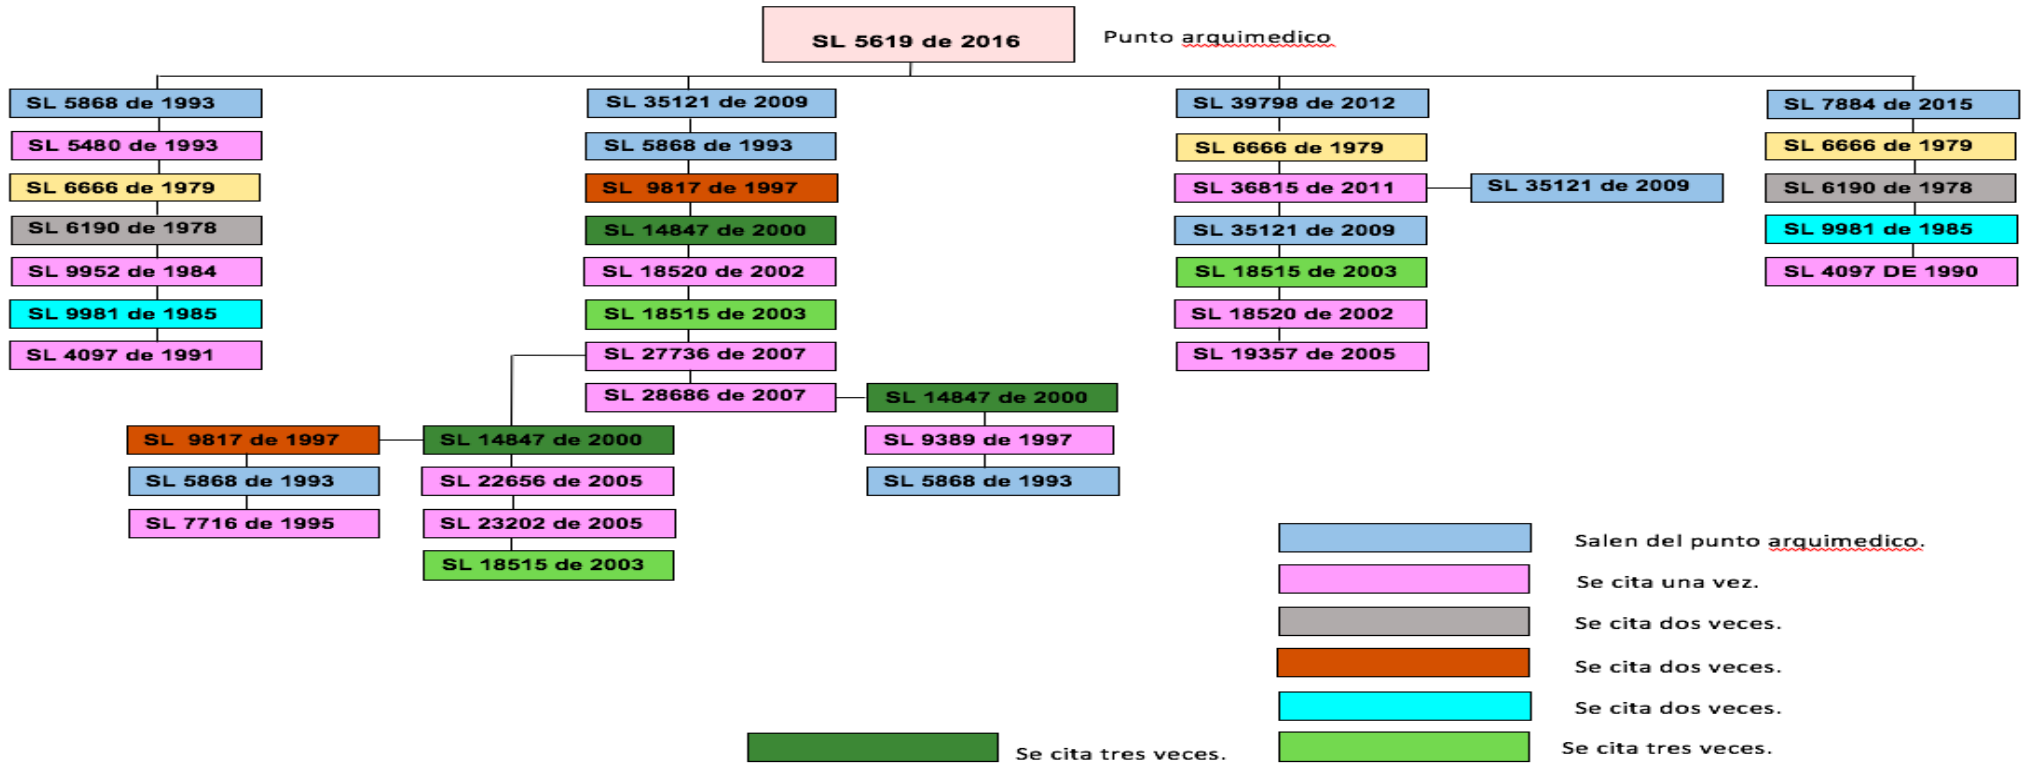 SL 5619 de 2016
Punto arquimedico
SL 5868 de 1993
SL 5480 de 1993
SL 6666 de 1979
SL 6190 de 1978
SL 9952 de 1984
SL 9981 de 1985
SL 4097 de 1991
SL 35121 de 2009
SL 5868 de 1993
SL 9817 de 1997
SL 14847 de 2000
SL 18520 de 2002
SL 18515 de 2003
SL 27736 de 2007
SL 28686 de 2007
SL 14847 de 2000
SL 9389 de 1997
SL 5868 de 1993
SL 9817 de 1997
SL 5868 de 1993
SL 7716 de 1995
SL 14847 de 2000
SL 22656 de 2005
SL 23202 de 2005
SL 18515 de 2003
SL 39798 de 2012
SL 6666 de 1979
SL 36815 de 2011
SL 35121 de 2009
SL 35121 de 2009
SL 18515 de 2003
SL 18520 de 2002
SL 19357 de 2005
SL 7884 de 2015
SL 6666 de 1979
SL 6190 de 1978
SL 9981 de 1985
SL 4097 DE 1990
Salen del punto arquimedico.
Se cita una vez.
Se cita dos veces.
Se cita dos veces.
Se cita dos veces.
Se cita tres veces.
Se cita tres veces.